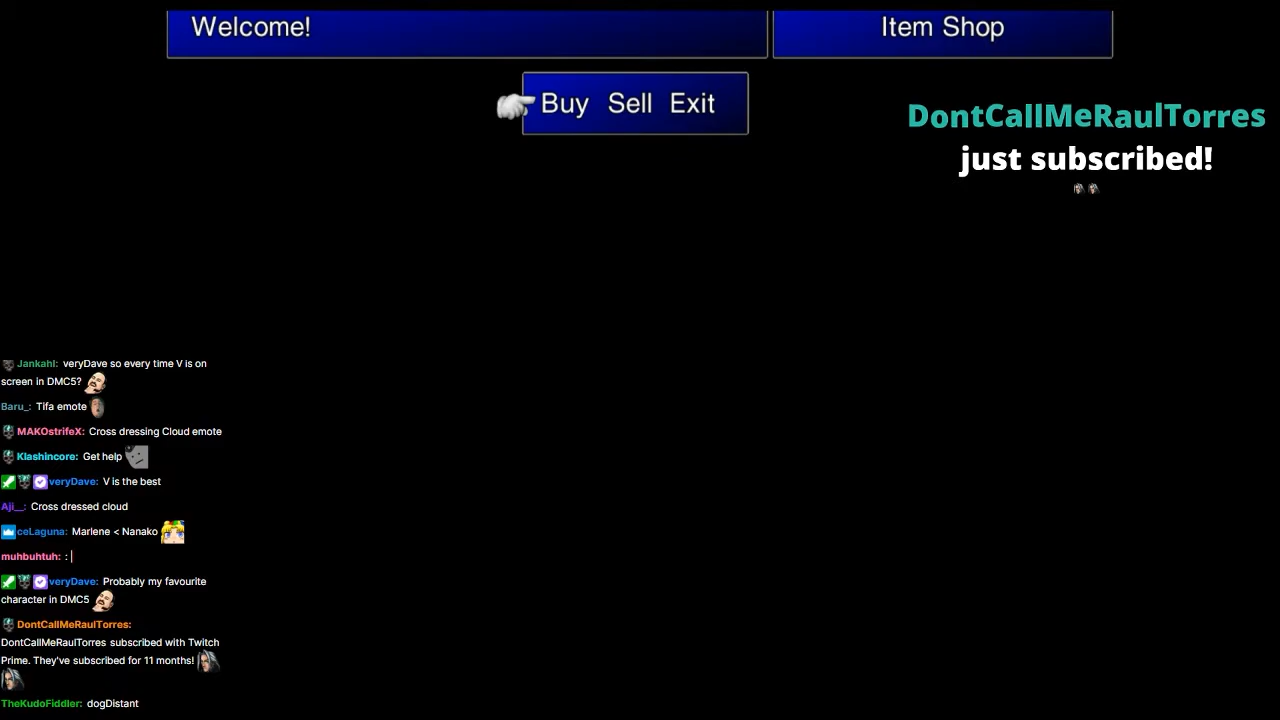 Welcome!
Item Shop
Buy Sell Exit
DontCallMeRaulTorres
just subscribed!
Jankahl: veryDave so every time V is on
screen in DMC5?
Baru_: Tifa emote
MAKOstrifeX: Cross dressing Cloud emote
Klashincore: Get help
veryDave: V is the best
Aji__: Cross dressed cloud
ceLaguna: Marlene < Nanako
muhbuhtuh: : |
veryDave: Probably my favourite
character in DMC5
DontCallMeRaulTorres:
DontCallMeRaulTorres subscribed with Twitch
Prime. They've subscribed for 11 months!
TheKudoFiddler: dogDistant